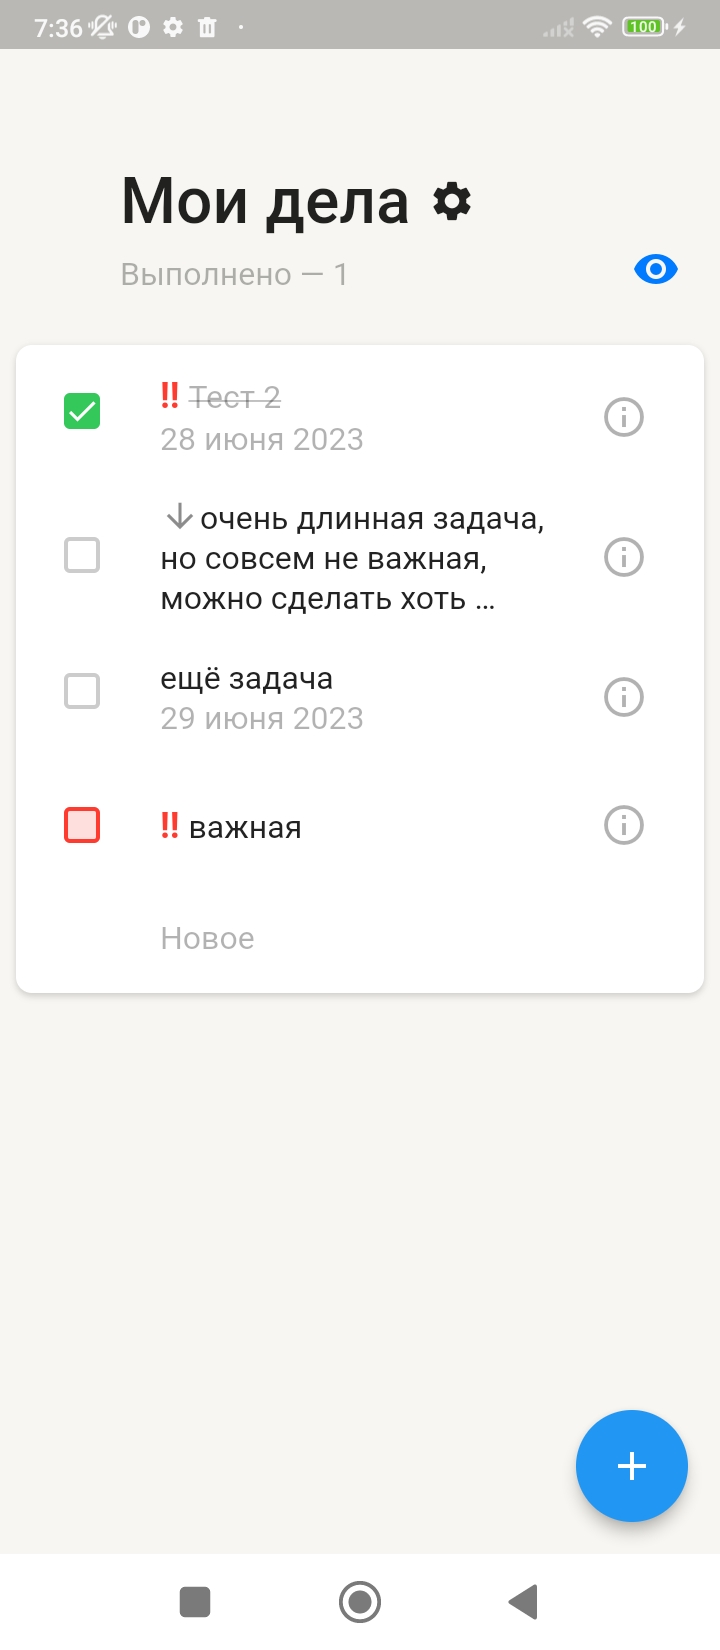 7:36
100
Мои дела
Выполнено — 1
‼ Тест 2
28 июня 2023
↓ очень длинная задача,
но совсем не важная,
можно сделать хоть ...
ещё задача
29 июня 2023
‼ важная
Новое